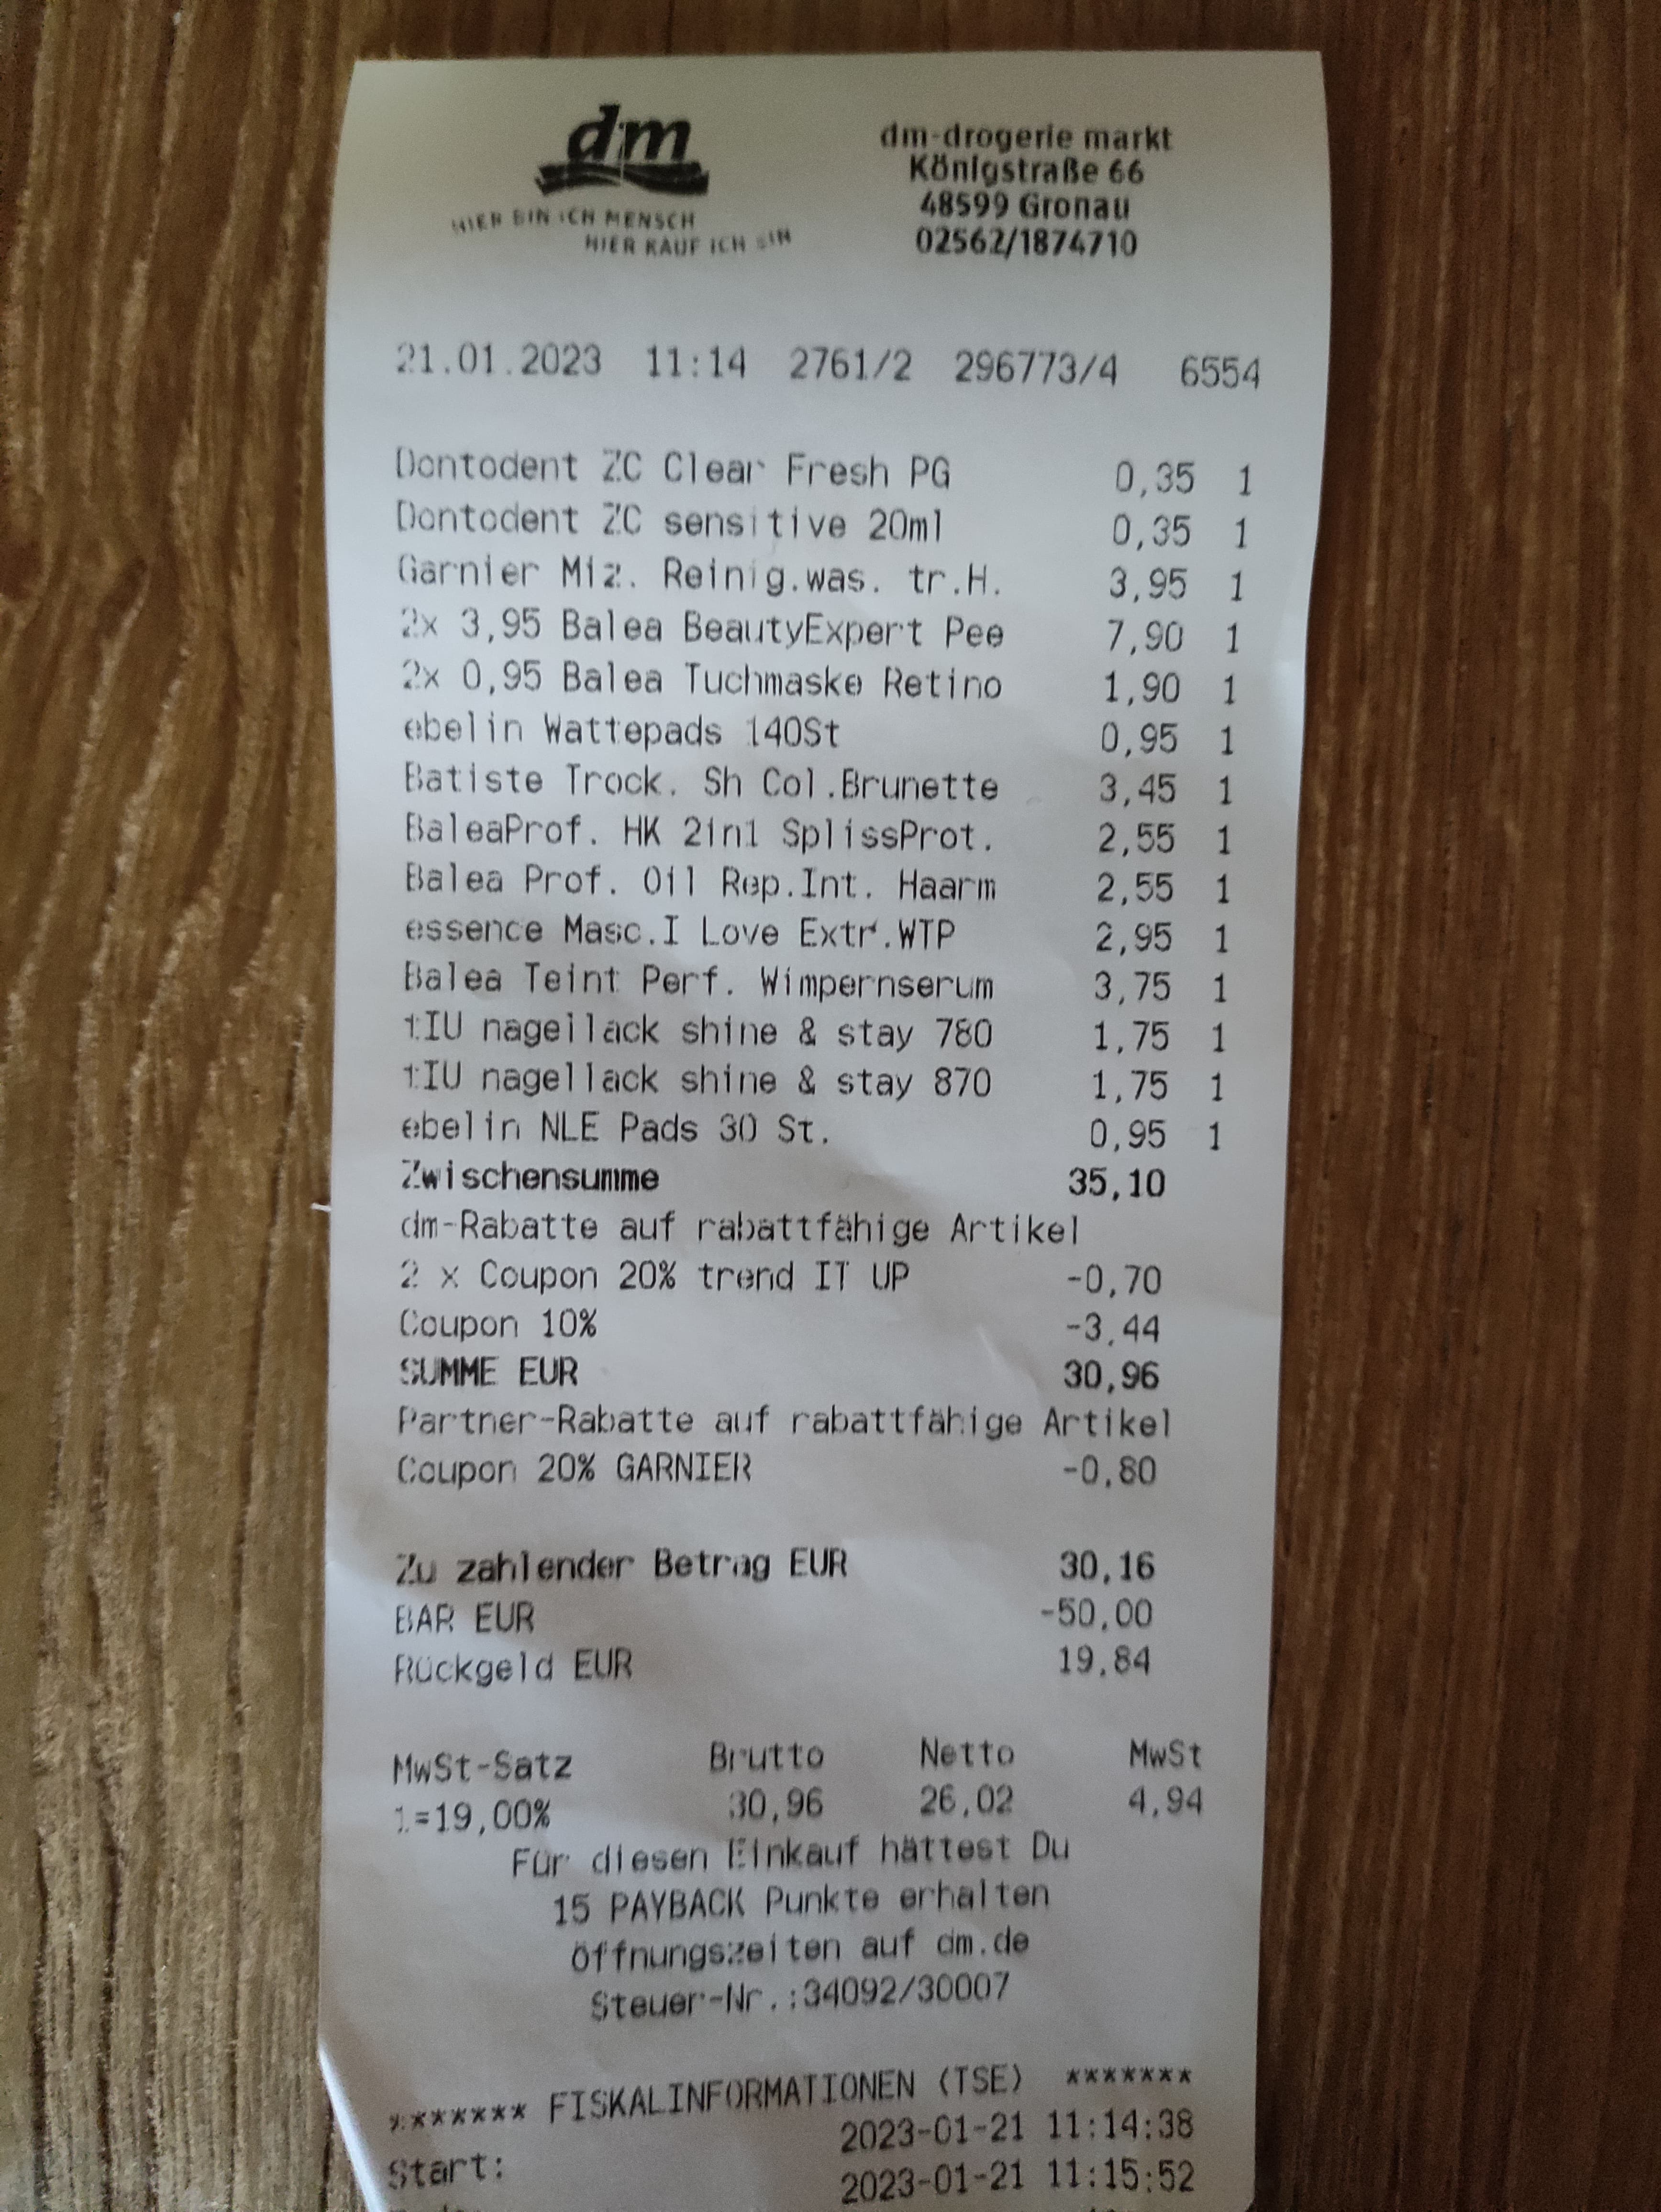 dm
HIER BIN ICH MENSCH
HIER KAUF ICH EIN
dm-drogerie markt
Königstraße 66
48599 Gronau
02562/1874710
21.01.2023 11:14 2761/2 296773/4 6554
Dontodent ZC Clear Fresh PG 0,35 1
Dontodent ZC sensitive 20ml 0,35 1
Garnier Miz. Reinig.was. tr.H. 3,95 1
2x 3,95 Balea BeautyExpert Pee 7,90 1
2x 0,95 Balea Tuchmaske Retino 1,90 1
ebelin Wattepads 140St 0,95 1
Batiste Trock. Sh Col.Brunette 3,45 1
BaleaProf. HK 2in1 SplissProt. 2,55 1
Balea Prof. Oil Rep.Int. Haarm 2,55 1
essence Masc.I Love Extr.WTP 2,95 1
Balea Teint Perf. Wimpernserum 3,75 1
tIU nagellack shine & stay 780 1,75 1
tIU nagellack shine & stay 870 1,75 1
ebelin NLE Pads 30 St. 0,95 1
Zwischensumme 35,10
dm-Rabatte auf rabattfähige Artikel
2 x Coupon 20% trend IT UP -0,70
Coupon 10% -3,44
SUMME EUR 30,96
Partner-Rabatte auf rabattfähige Artikel
Coupon 20% GARNIER -0,80
Zu zahlender Betrag EUR 30,16
BAR EUR -50,00
Rückgeld EUR 19,84
MwSt-Satz Brutto Netto MwSt
1=19,00% 30,96 26,02 4,94
Für diesen Einkauf hättest Du
15 PAYBACK Punkte erhalten
Öffnungszeiten auf dm.de
Steuer-Nr.:34092/30007
******* FISKALINFORMATIONEN (TSE) *******
Start: 2023-01-21 11:14:38
2023-01-21 11:15:52